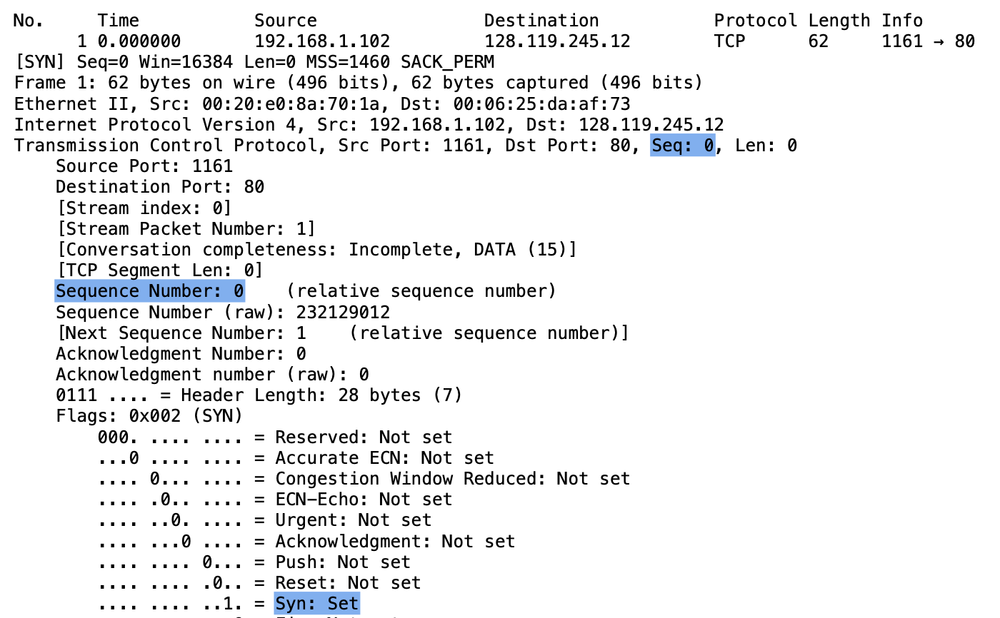 No. Time Source Destination Protocol Length Info
1 0.000000 192.168.1.102 128.119.245.12 TCP 62 1161 → 80
[SYN] Seq=0 Win=16384 Len=0 MSS=1460 SACK_PERM
Frame 1: 62 bytes on wire (496 bits), 62 bytes captured (496 bits)
Ethernet II, Src: 00:20:e0:8a:70:1a, Dst: 00:06:25:da:af:73
Internet Protocol Version 4, Src: 192.168.1.102, Dst: 128.119.245.12
Transmission Control Protocol, Src Port: 1161, Dst Port: 80, Seq: 0, Len: 0
Source Port: 1161
Destination Port: 80
[Stream index: 0]
[Stream Packet Number: 1]
[Conversation completeness: Incomplete, DATA (15)]
[TCP Segment Len: 0]
Sequence Number: 0 (relative sequence number)
Sequence Number (raw): 232129012
[Next Sequence Number: 1 (relative sequence number)]
Acknowledgment Number: 0
Acknowledgment number (raw): 0
0111 .... = Header Length: 28 bytes (7)
Flags: 0x002 (SYN)
000. .... .... = Reserved: Not set
...0 .... .... = Accurate ECN: Not set
.... 0... .... = Congestion Window Reduced: Not set
.... .0.. .... = ECN-Echo: Not set
.... ..0. .... = Urgent: Not set
.... ...0 .... = Acknowledgment: Not set
.... .... 0... = Push: Not set
.... .... .0.. = Reset: Not set
.... .... ..1. = Syn: Set